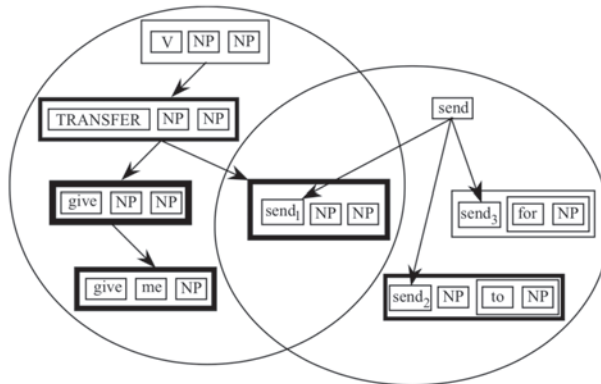 V NP NP
TRANSFER NP NP
send
give NP NP
send₁ NP NP
send₃ for NP
give me NP
send₂ NP to NP